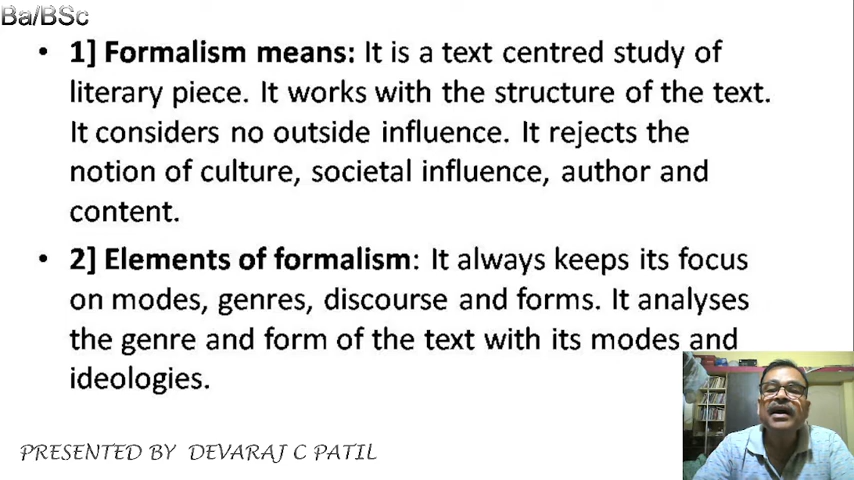 Ba/BSc
• 1] Formalism means: It is a text centred study of
literary piece. It works with the structure of the text.
It considers no outside influence. It rejects the
notion of culture, societal influence, author and
content.
• 2] Elements of formalism: It always keeps its focus
on modes, genres, discourse and forms. It analyses
the genre and form of the text with its modes and
ideologies.
PRESENTED BY DEVARAJ C PATIL